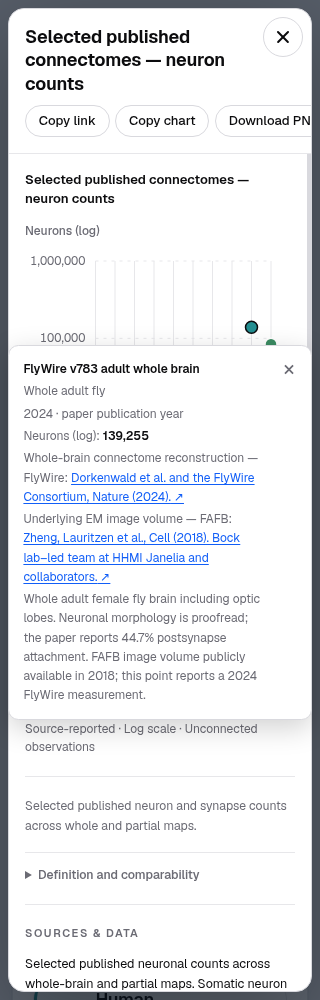 Selected published
connectomes — neuron
counts
Copy link
Copy chart
Download PN
Selected published connectomes —
neuron counts
Neurons (log)
1,000,000
100,000
FlyWire v783 adult whole brain
Whole adult fly
2024 · paper publication year
Neurons (log): 139,255
Whole-brain connectome reconstruction —
FlyWire: Dorkenwald et al. and the FlyWire
Consortium, Nature (2024). ↗
Underlying EM image volume — FAFB:
Zheng, Lauritzen et al., Cell (2018). Bock
lab–led team at HHMI Janelia and
collaborators. ↗
Whole adult female fly brain including optic
lobes. Neuronal morphology is proofread;
the paper reports 44.7% postsynapse
attachment. FAFB image volume publicly
available in 2018; this point reports a 2024
FlyWire measurement.
Source-reported · Log scale · Unconnected
observations
Selected published neuron and synapse counts
across whole and partial maps.
Definition and comparability
SOURCES & DATA
Selected published neuronal counts across
whole-brain and partial maps. Somatic neuron
Human